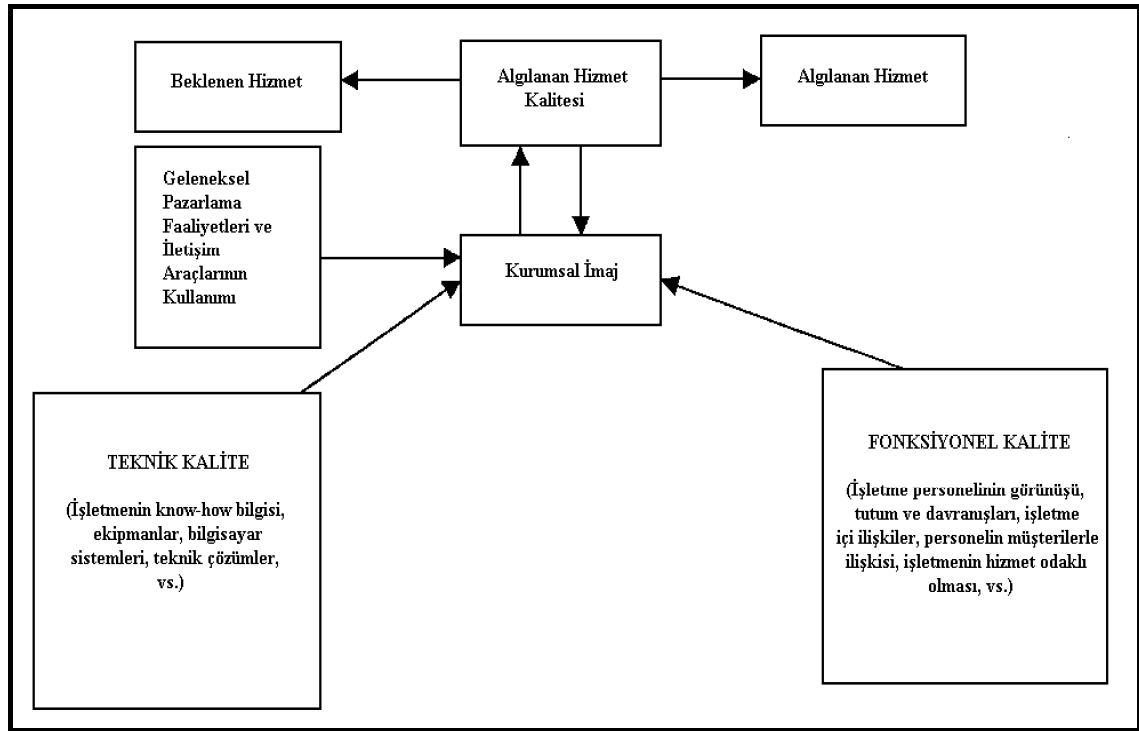 Beklenen Hizmet
Algılanan Hizmet
Kalitesi
Algılanan Hizmet
Geleneksel
Pazarlama
Faaliyetleri ve
İletişim
Araçlarının
Kullanımı
Kurumsal İmaj
TEKNİK KALİTE
(İşletmenin know-how bilgisi,
ekipmanlar, bilgisayar
sistemleri, teknik çözümler,
vs.)
FONKSİYONEL KALİTE
(İşletme personelinin görünüşü,
tutum ve davranışları, işletme
içi ilişkiler, personelin müşterilerle
ilişkisi, işletmenin hizmet odaklı
olması, vs.)